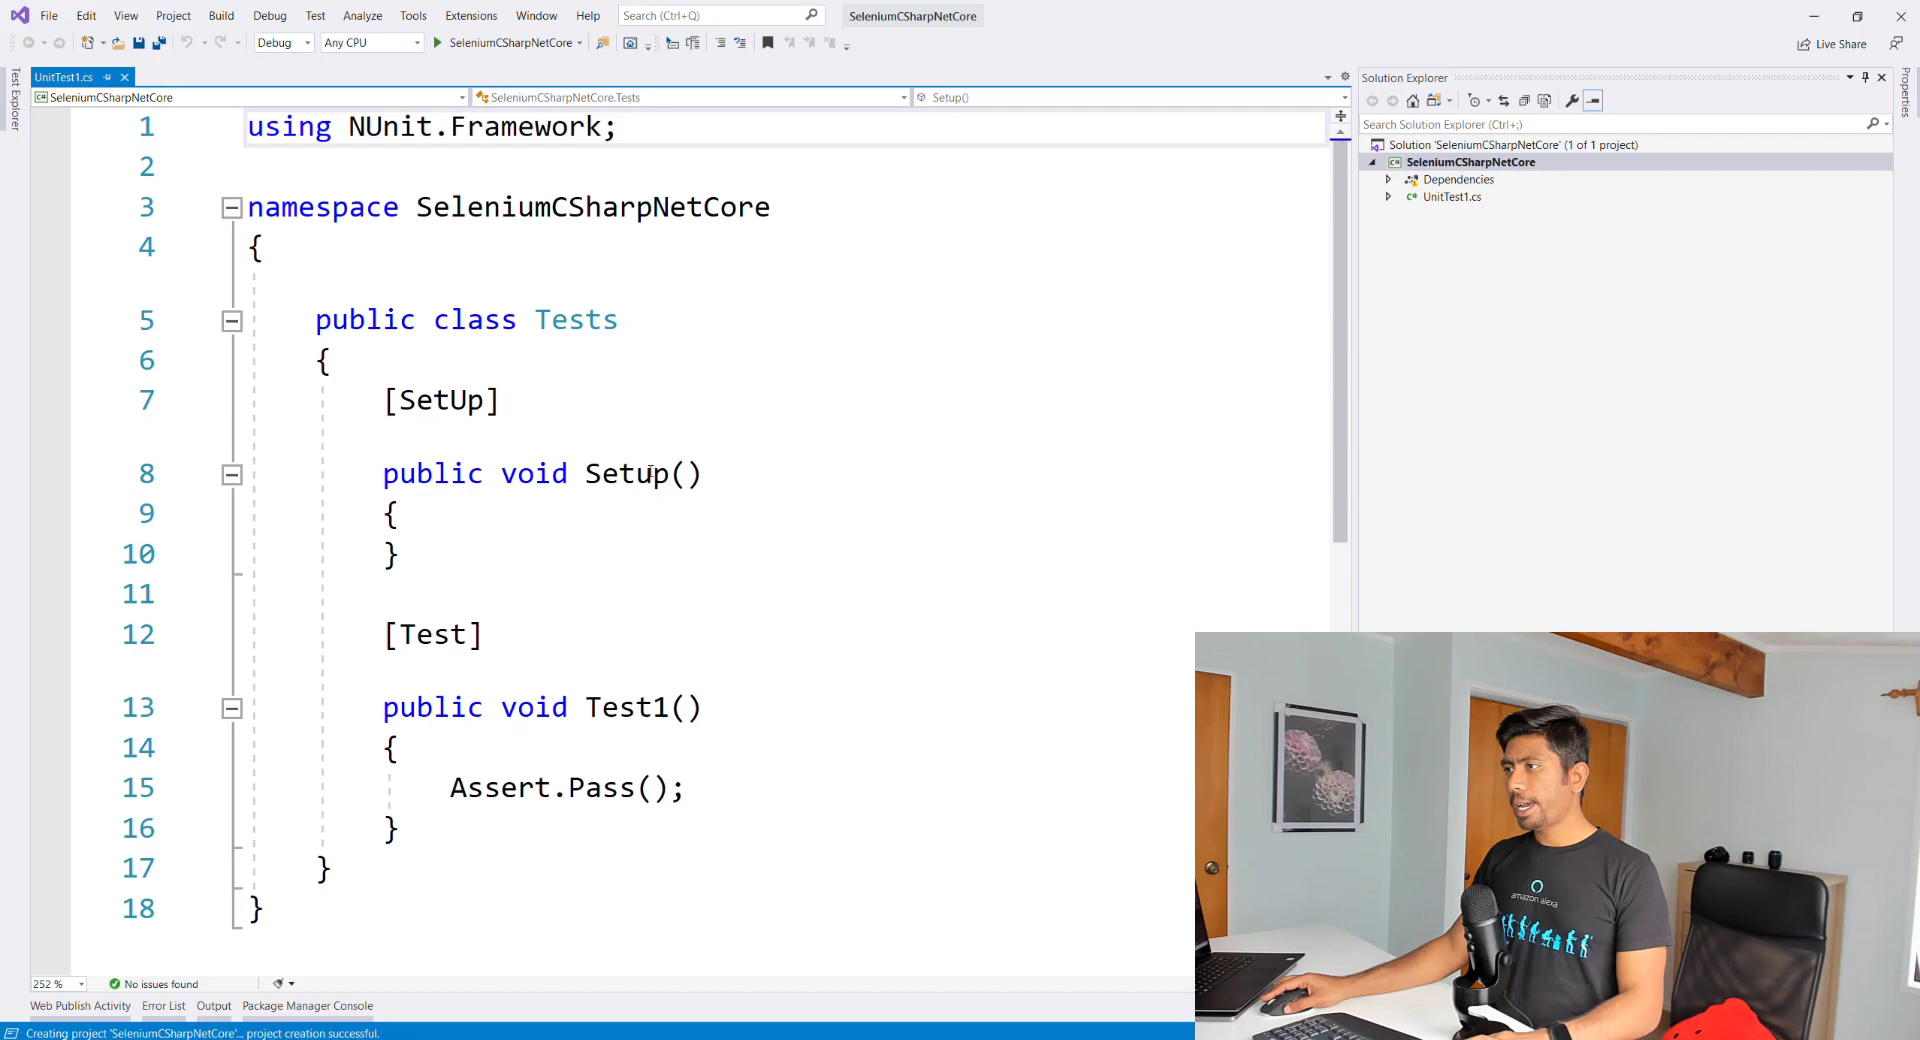 File Edit View Project Build Debug Test Analyze Tools Extensions Window Help Search (Ctrl+Q) SeleniumCSharpNetCore
Debug Any CPU SeleniumCSharpNetCore Live Share
Test Explorer
UnitTest1.cs
SeleniumCSharpNetCore SeleniumCSharpNetCore.Tests Setup()
1 using NUnit.Framework;
2
3 namespace SeleniumCSharpNetCore
4 {
5 public class Tests
6 {
7 [SetUp]
8 public void Setup()
9 {
10 }
11
12 [Test]
13 public void Test1()
14 {
15 Assert.Pass();
16 }
17 }
18 }
Solution Explorer
Search Solution Explorer (Ctrl+;)
Solution 'SeleniumCSharpNetCore' (1 of 1 project)
SeleniumCSharpNetCore
Dependencies
C# UnitTest1.cs
Properties
amazon alexa
252 % No issues found
Web Publish Activity Error List Output Package Manager Console
Creating project 'SeleniumCSharpNetCore'... project creation successful.